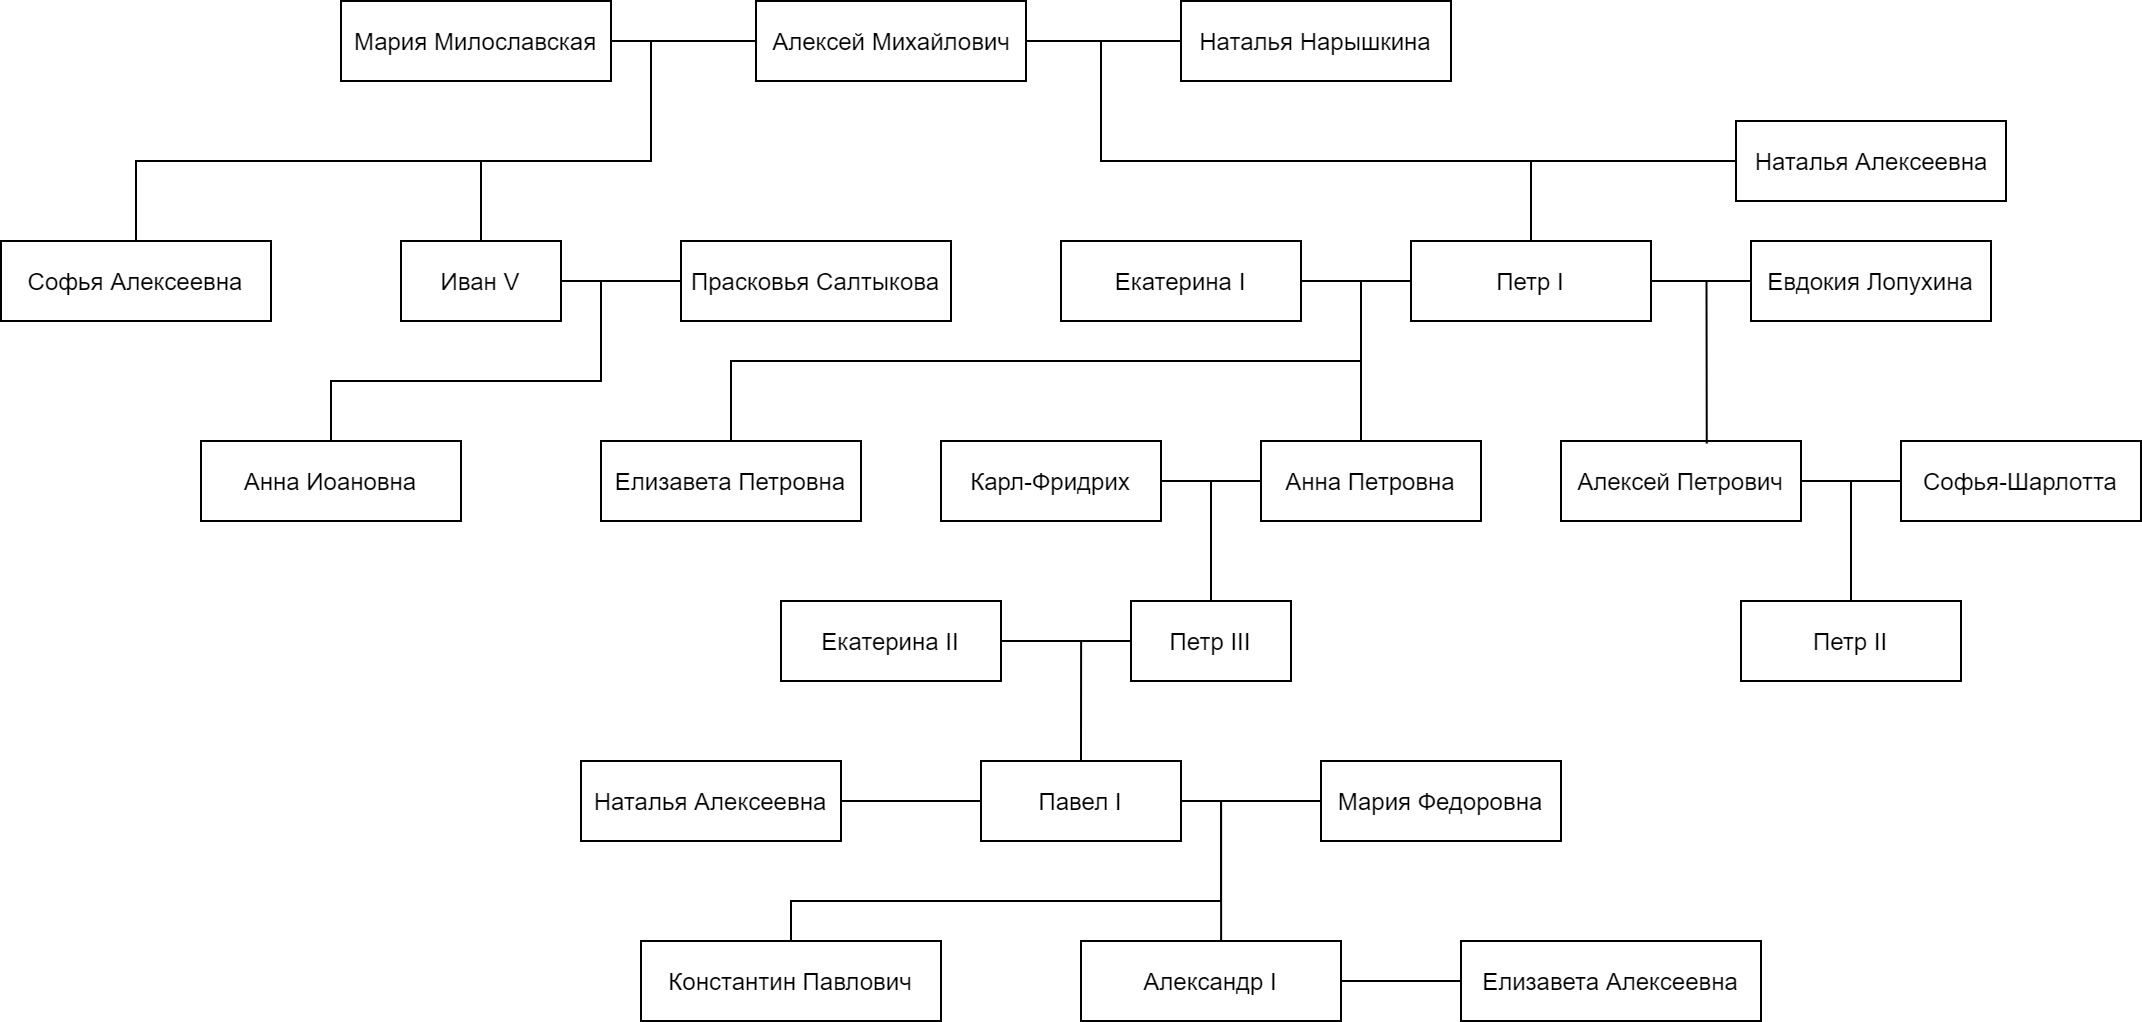 Мария Милославская
Алексей Михайлович
Наталья Нарышкина
Наталья Алексеевна
Софья Алексеевна
Иван V
Прасковья Салтыкова
Екатерина I
Петр I
Евдокия Лопухина
Анна Иоановна
Елизавета Петровна
Карл-Фридрих
Анна Петровна
Алексей Петрович
Софья-Шарлотта
Екатерина II
Петр III
Петр II
Наталья Алексеевна
Павел I
Мария Федоровна
Константин Павлович
Александр I
Елизавета Алексеевна